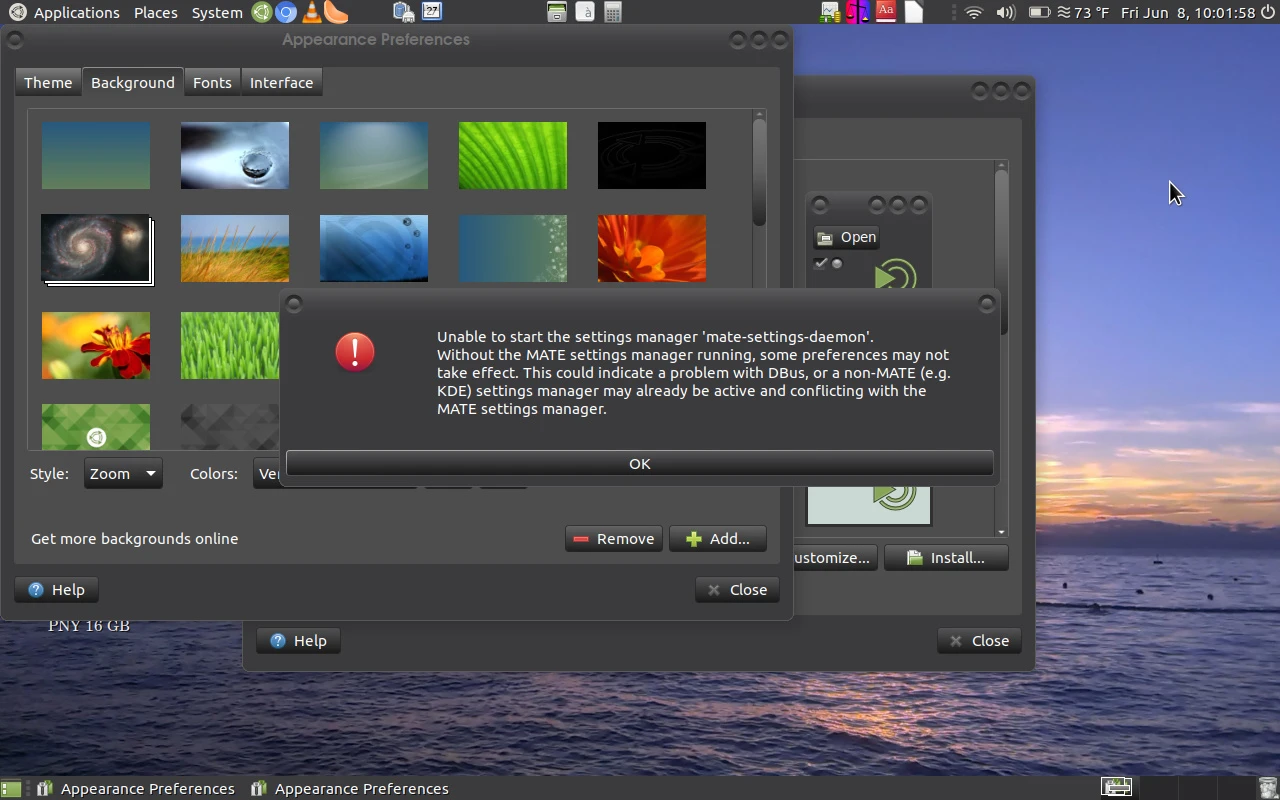 Applications Places System 27 a Aa 73 °F Fri Jun 8, 10:01:58
Appearance Preferences
Theme Background Fonts Interface
Open
Unable to start the settings manager 'mate-settings-daemon'.
Without the MATE settings manager running, some preferences may not
take effect. This could indicate a problem with DBus, or a non-MATE (e.g.
KDE) settings manager may already be active and conflicting with the
MATE settings manager.
OK
Style: Zoom Colors: Ve
Get more backgrounds online Remove Add...
ustomize... Install...
Help Close
PNY 16 GB
Help Close
Appearance Preferences Appearance Preferences